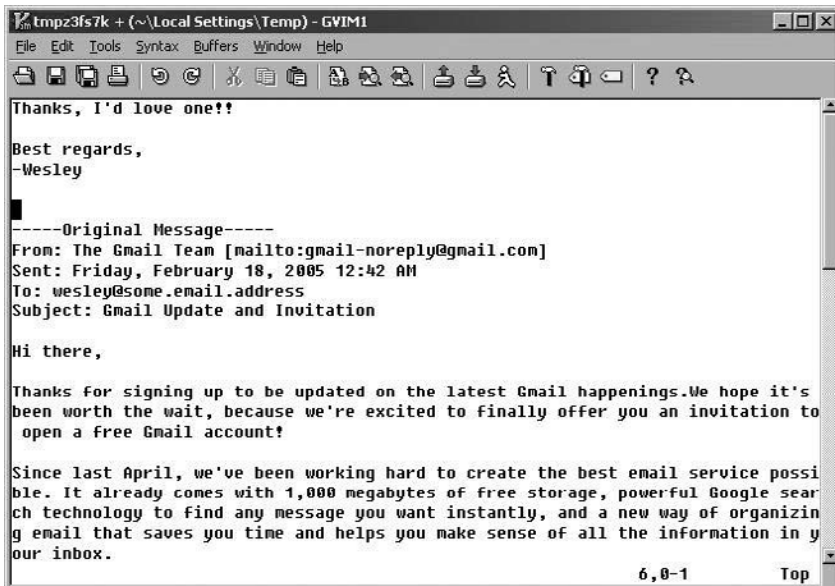 tmpz3fs7k + (~\Local Settings\Temp) - GVIM1
File Edit Tools Syntax Buffers Window Help
Thanks, I'd love one!!
Best regards,
-Wesley
-----Original Message-----
From: The Gmail Team [mailto:gmail-noreply@gmail.com]
Sent: Friday, February 18, 2005 12:42 AM
To: wesley@some.email.address
Subject: Gmail Update and Invitation
Hi there,
Thanks for signing up to be updated on the latest Gmail happenings.We hope it's
been worth the wait, because we're excited to finally offer you an invitation to
open a free Gmail account!
Since last April, we've been working hard to create the best email service possi
ble. It already comes with 1,000 megabytes of free storage, powerful Google sear
ch technology to find any message you want instantly, and a new way of organizin
g email that saves you time and helps you make sense of all the information in y
our inbox.
6,0-1 Top